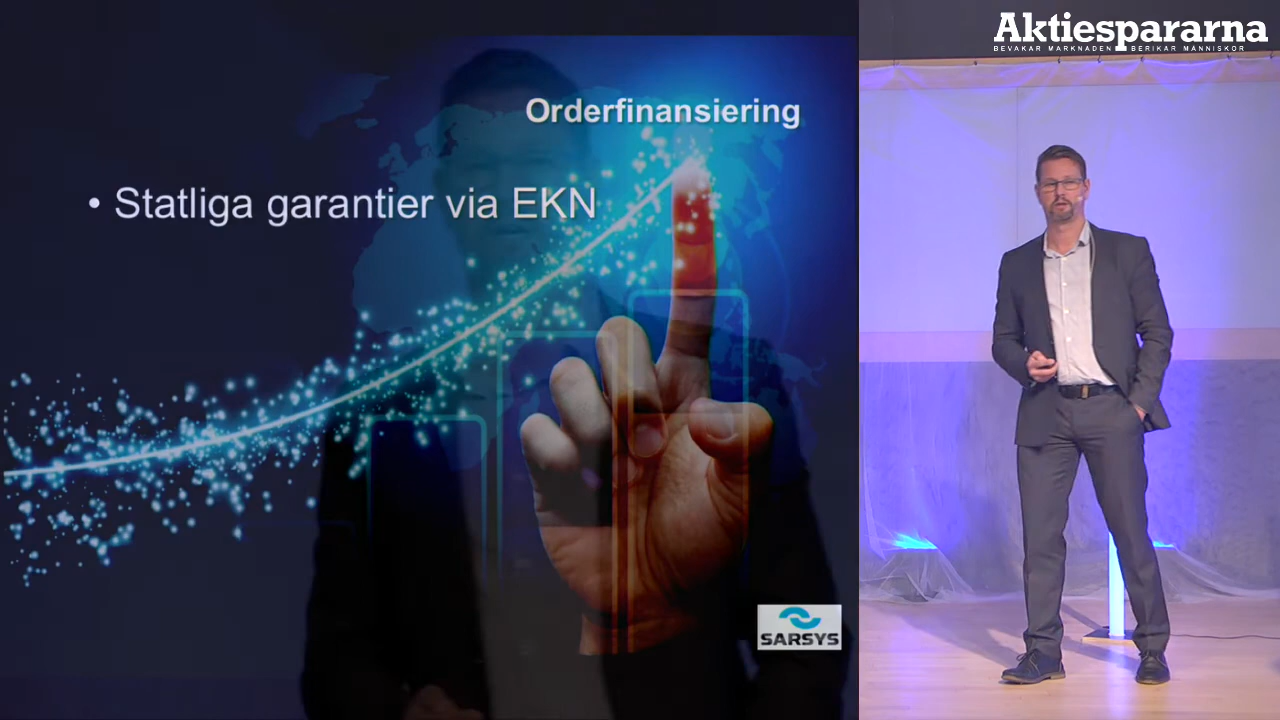 Orderfinansiering
• Statliga garantier via EKN
SARSYS
Aktiespararna
BEVAKAR MARKNADEN BERIKAR MÄNNISKOR